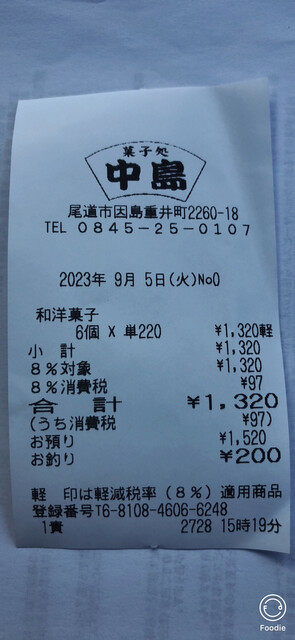 菓子処
中島
尾道市因島重井町2260-18
TEL 0845-25-0107
2023年 9月 5日(火)No0
和洋菓子
6個 X 単220 ¥1,320軽
小 計 ¥1,320
8%対象 ¥1,320
8%消費税 ¥97
合 計 ¥1,320
(うち消費税 ¥97)
お預り ¥1,520
お釣り ¥200
軽 印は軽減税率(8%)適用商品
登録番号T6-8108-4606-6248
1責 2728 15時19分
Foodie